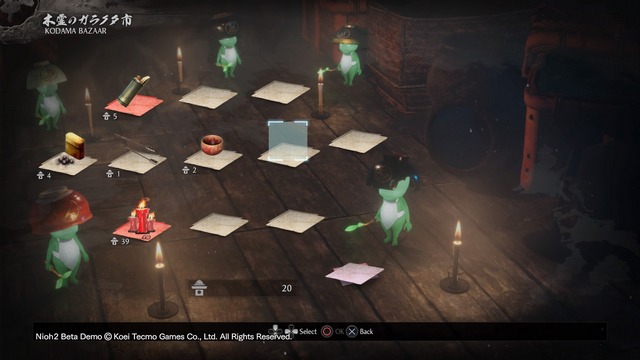 木霊のガラクタ市
KODAMA BAZAAR
5
4
1
2
39
20
Select OK Back
Nioh2 Beta Demo © Koei Tecmo Games Co., Ltd. All Rights Reserved.